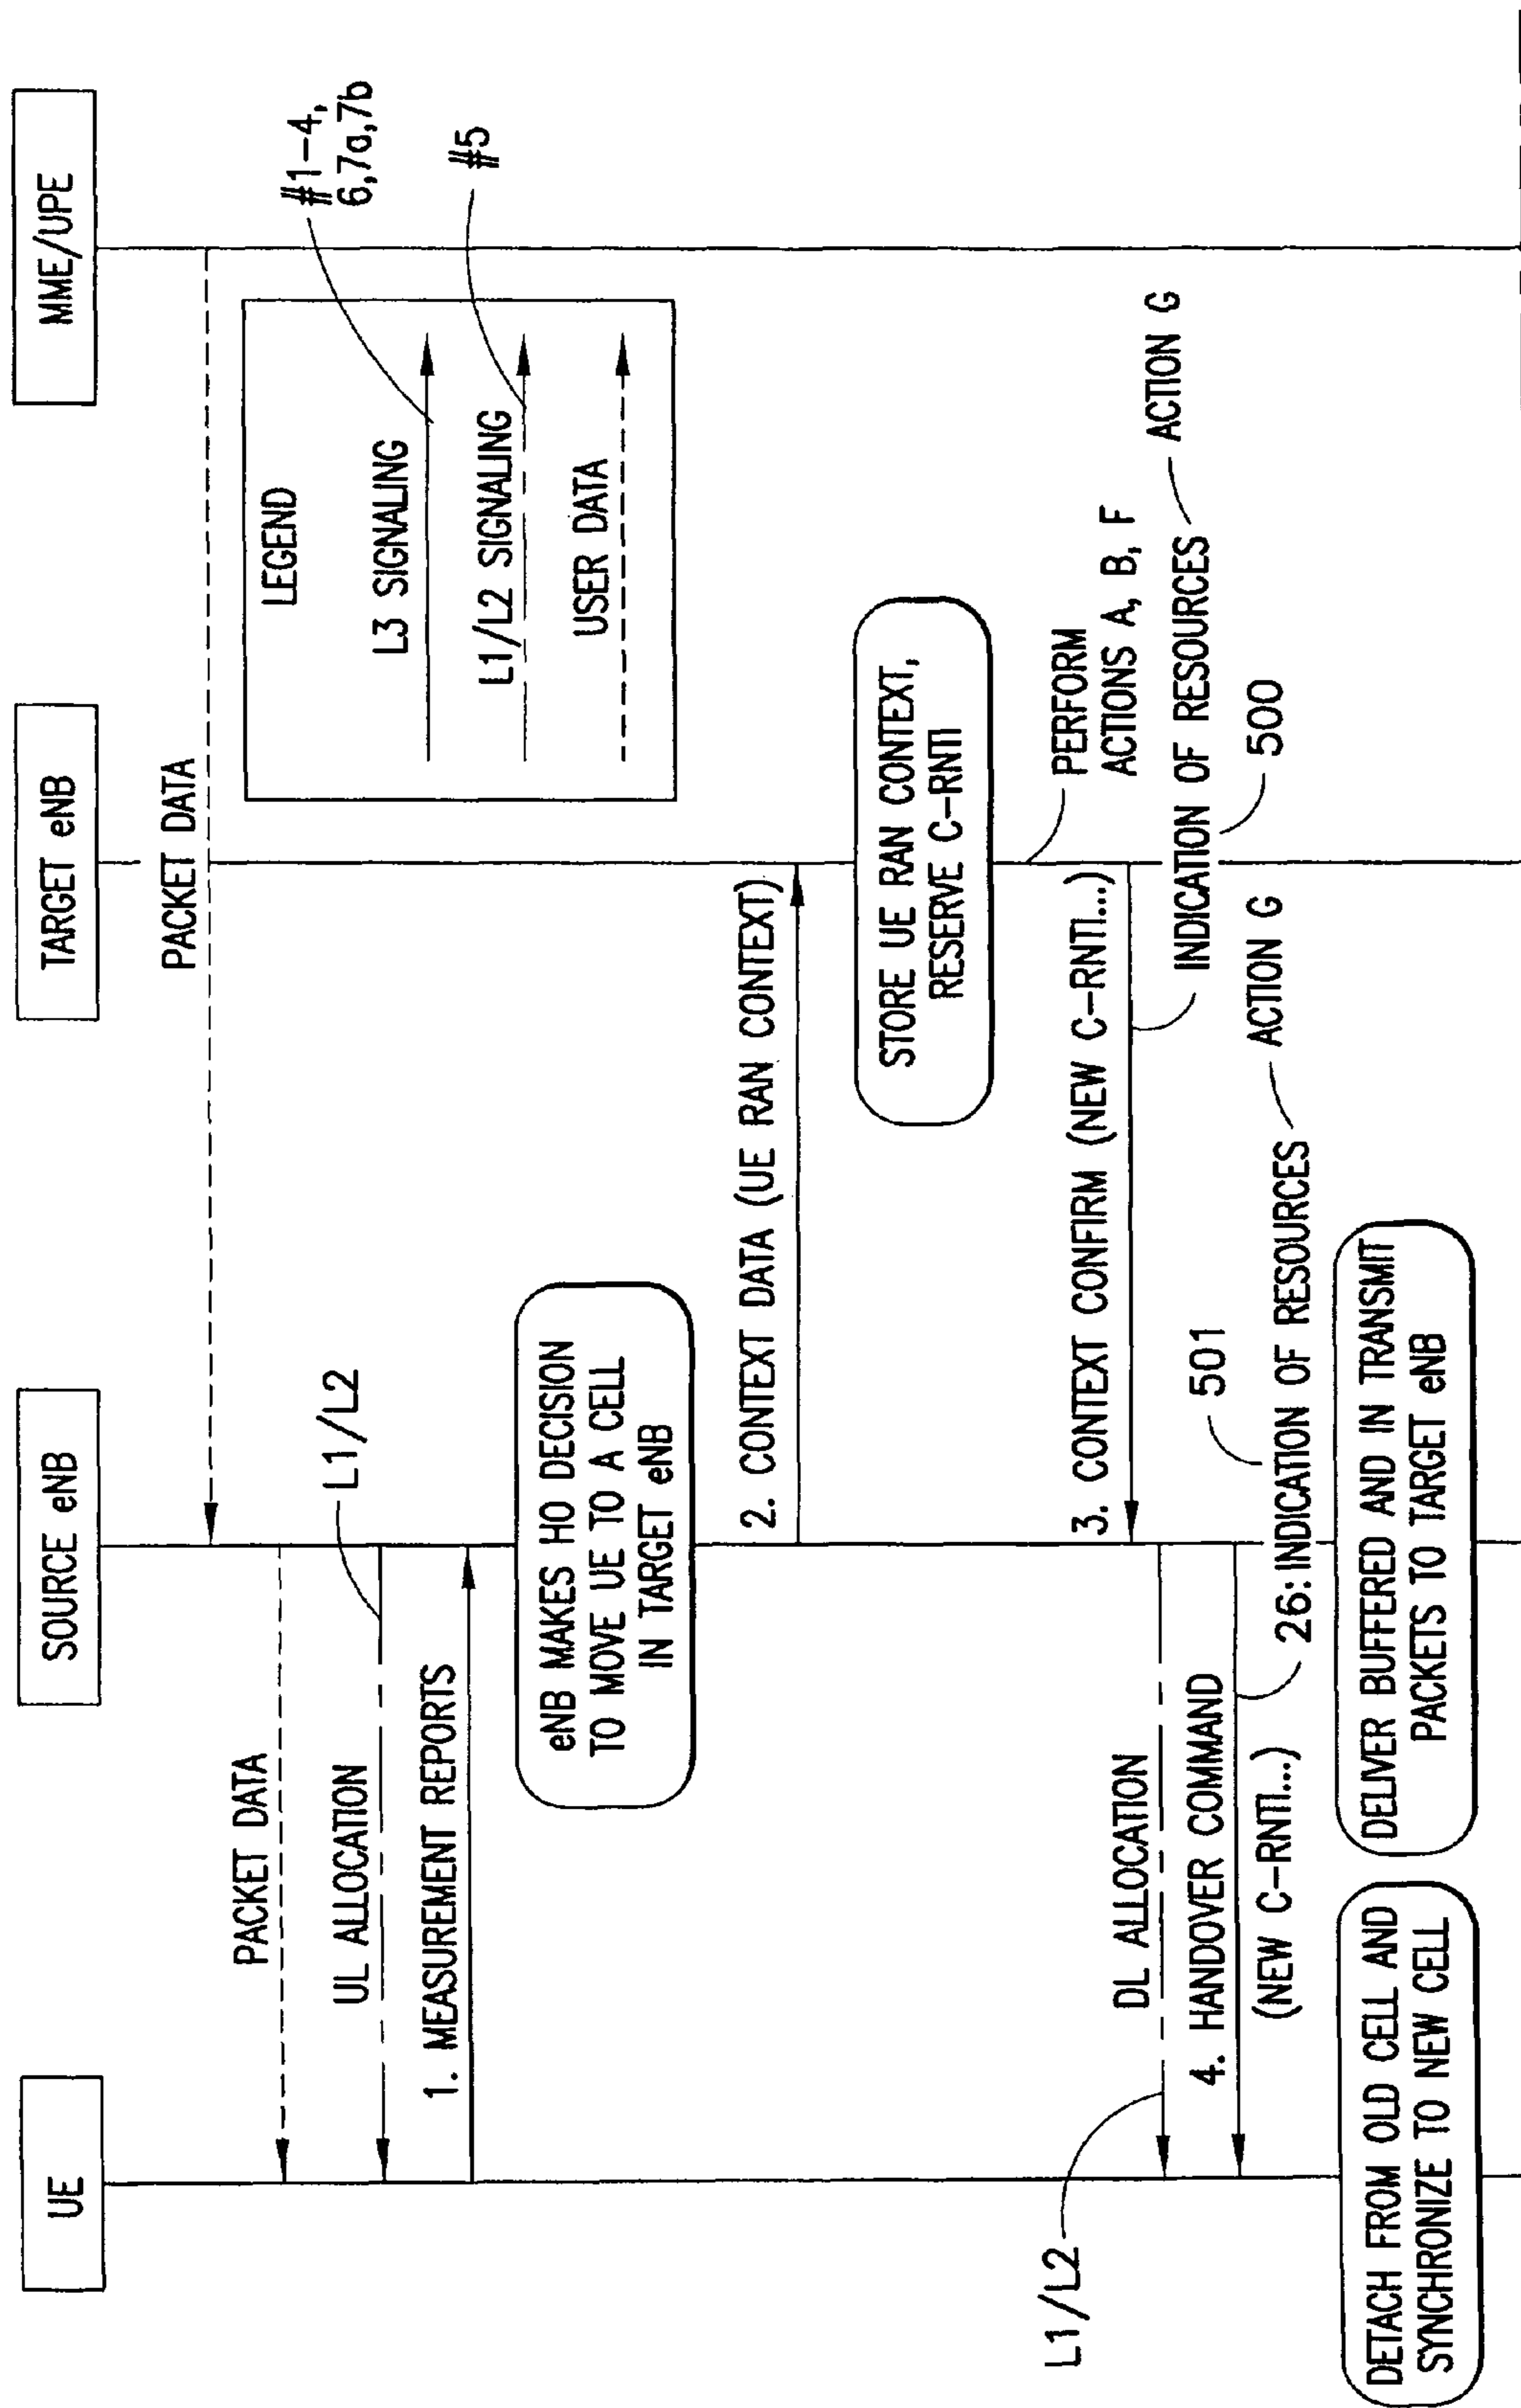 UE
SOURCE eNB
TARGET eNB
MME/UPE
PACKET DATA
PACKET DATA
LEGEND
L3 SIGNALING
L1/L2 SIGNALING
USER DATA
#1-4,
6,7a,7b
#5
UL ALLOCATION
L1/L2
1. MEASUREMENT REPORTS
eNB MAKES HO DECISION
TO MOVE UE TO A CELL
IN TARGET eNB
2. CONTEXT DATA (UE RAN CONTEXT)
STORE UE RAN CONTEXT,
RESERVE C-RNTI
PERFORM
ACTIONS A, B, F
3. CONTEXT CONFIRM (NEW C-RNTI...)
INDICATION OF RESOURCES
ACTION G
500
L1/L2
DL ALLOCATION
4. HANDOVER COMMAND
(NEW C-RNTI...)
501
26: INDICATION OF RESOURCES
ACTION G
DETACH FROM OLD CELL AND
SYNCHRONIZE TO NEW CELL
DELIVER BUFFERED AND IN TRANSMIT
PACKETS TO TARGET eNB